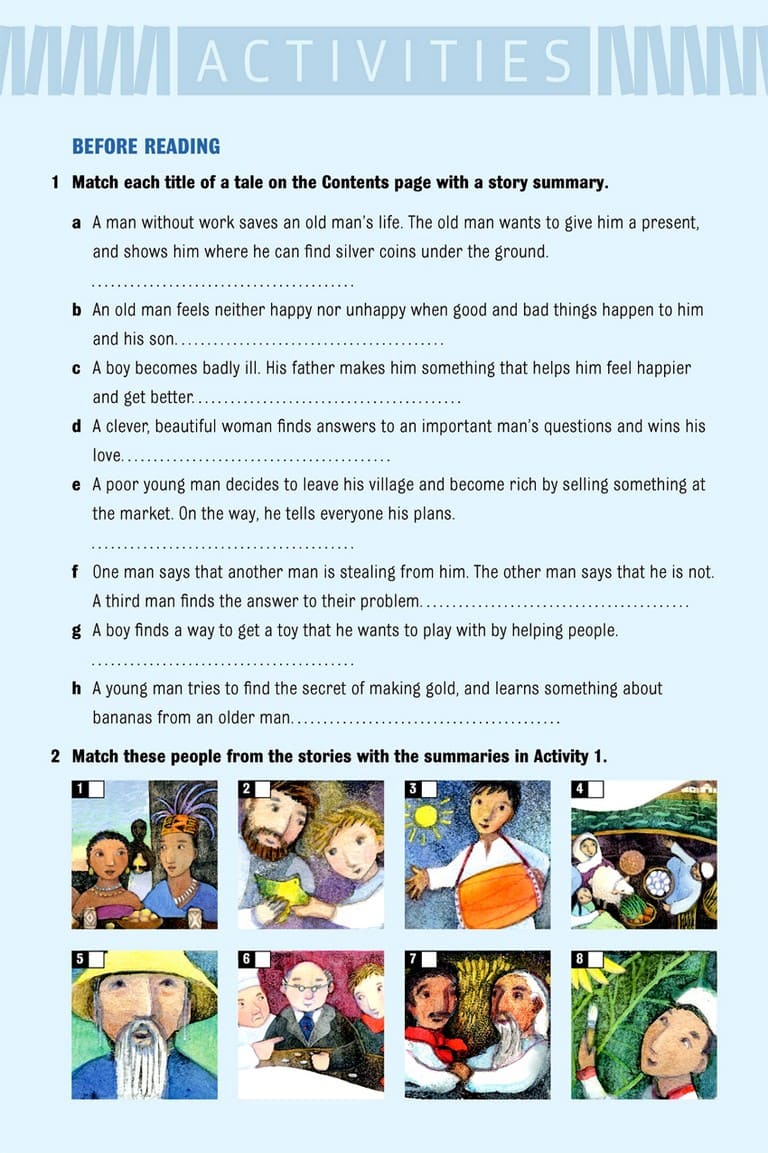 ACTIVITIES
BEFORE READING
1 Match each title of a tale on the Contents page with a story summary.
a A man without work saves an old man's life. The old man wants to give him a present,
and shows him where he can find silver coins under the ground.
........................................
b An old man feels neither happy nor unhappy when good and bad things happen to him
and his son.........................................
c A boy becomes badly ill. His father makes him something that helps him feel happier
and get better.........................................
d A clever, beautiful woman finds answers to an important man's questions and wins his
love.........................................
e A poor young man decides to leave his village and become rich by selling something at
the market. On the way, he tells everyone his plans.
........................................
f One man says that another man is stealing from him. The other man says that he is not.
A third man finds the answer to their problem.........................................
g A boy finds a way to get a toy that he wants to play with by helping people.
........................................
h A young man tries to find the secret of making gold, and learns something about
bananas from an older man.........................................
2 Match these people from the stories with the summaries in Activity 1.
1 2 3 4
5 6 7 8